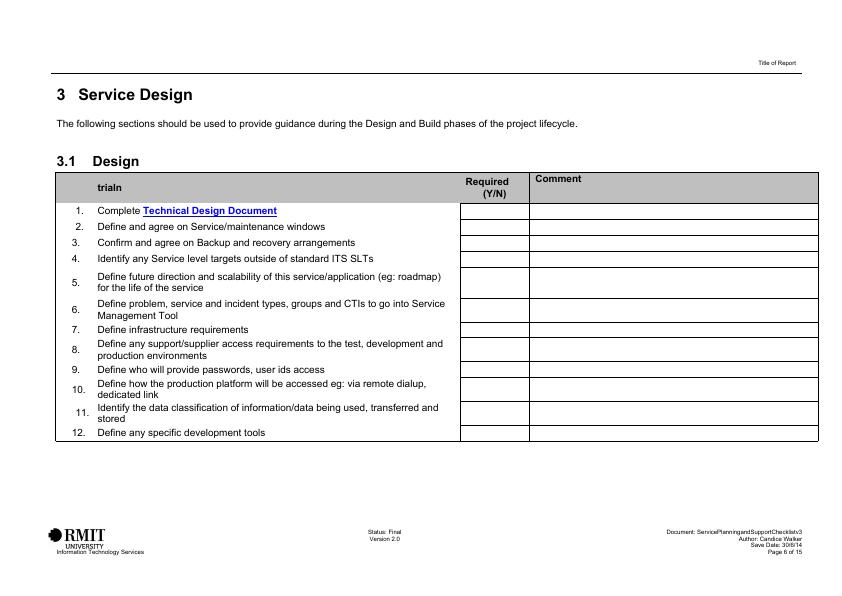 Title of Report
3 Service Design
The following sections should be used to provide guidance during the Design and Build phases of the project lifecycle.
3.1 Design
triaIn
Required
(Y/N)
Comment
1. Complete Technical Design Document
2. Define and agree on Service/maintenance windows
3. Confirm and agree on Backup and recovery arrangements
4. Identify any Service level targets outside of standard ITS SLTs
5. Define future direction and scalability of this service/application (eg: roadmap)
for the life of the service
6. Define problem, service and incident types, groups and CTIs to go into Service
Management Tool
7. Define infrastructure requirements
8. Define any support/supplier access requirements to the test, development and
production environments
9. Define who will provide passwords, user ids access
10. Define how the production platform will be accessed eg: via remote dialup,
dedicated link
11. Identify the data classification of information/data being used, transferred and
stored
12. Define any specific development tools
RMIT
UNIVERSITY
Information Technology Services
Status: Final
Version 2.0
Document: ServicePlanningandSupportChecklistv3
Author: Candice Walker
Save Date: 30/6/14
Page 6 of 15